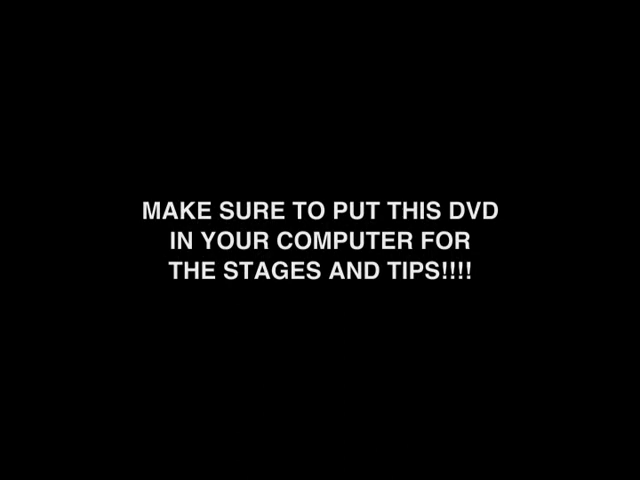 MAKE SURE TO PUT THIS DVD
IN YOUR COMPUTER FOR
THE STAGES AND TIPS!!!!